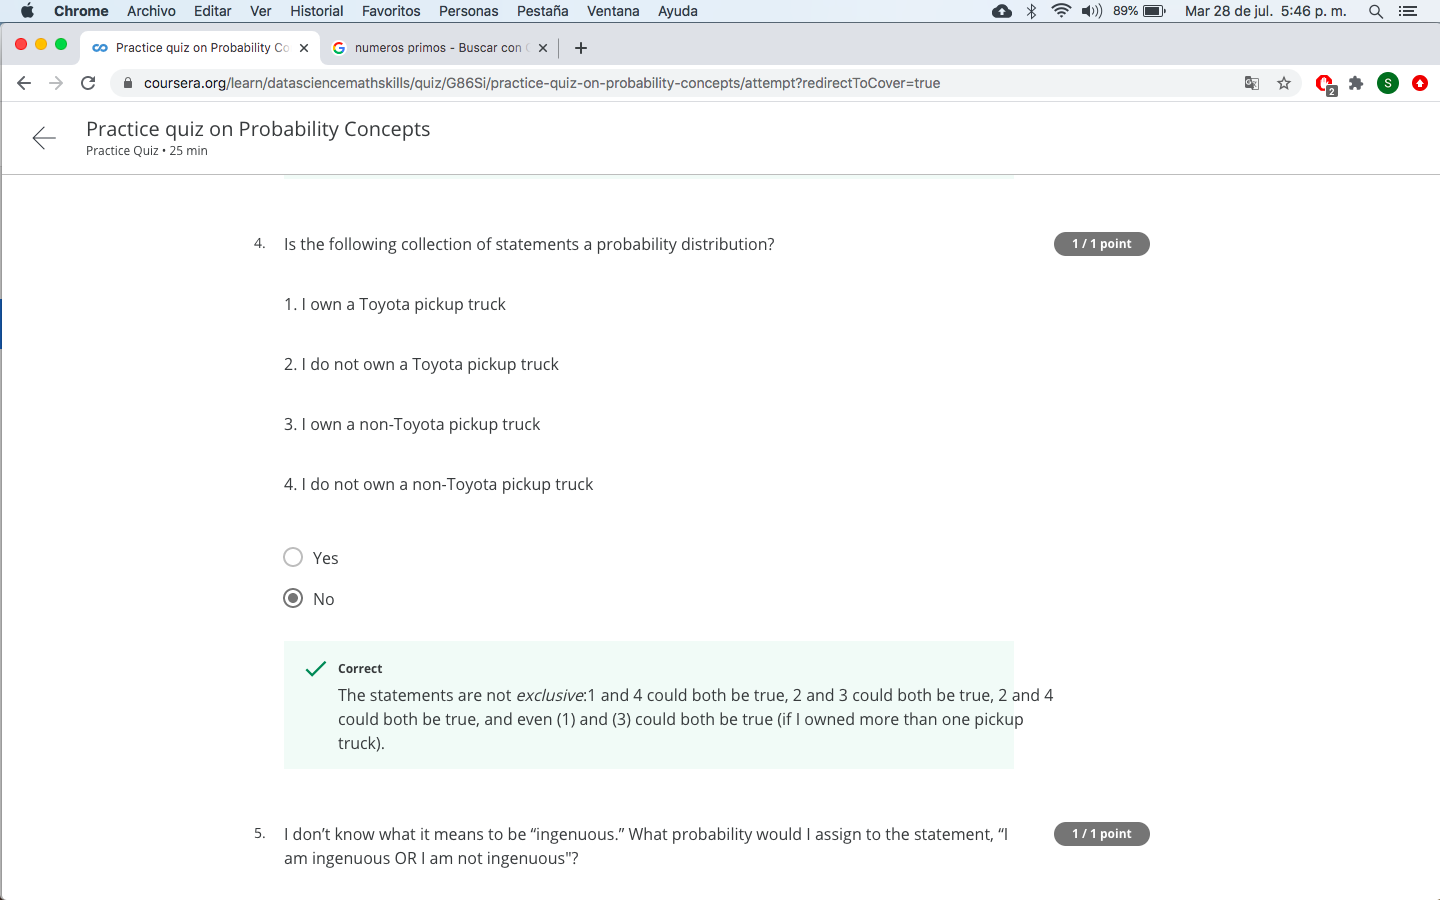 Chrome Archivo Editar Ver Historial Favoritos Personas Pestaña Ventana Ayuda 89% Mar 28 de jul. 5:46 p. m.
Practice quiz on Probability Co numeros primos - Buscar con
coursera.org/learn/datasciencemathskills/quiz/G86Si/practice-quiz-on-probability-concepts/attempt?redirectToCover=true 2 S
Practice quiz on Probability Concepts
Practice Quiz • 25 min
4. Is the following collection of statements a probability distribution? 1 / 1 point
1. I own a Toyota pickup truck
2. I do not own a Toyota pickup truck
3. I own a non-Toyota pickup truck
4. I do not own a non-Toyota pickup truck
Yes
No
Correct
The statements are not exclusive:1 and 4 could both be true, 2 and 3 could both be true, 2 and 4
could both be true, and even (1) and (3) could both be true (if I owned more than one pickup
truck).
5. I don't know what it means to be “ingenuous.” What probability would I assign to the statement, “I 1 / 1 point
am ingenuous OR I am not ingenuous"?